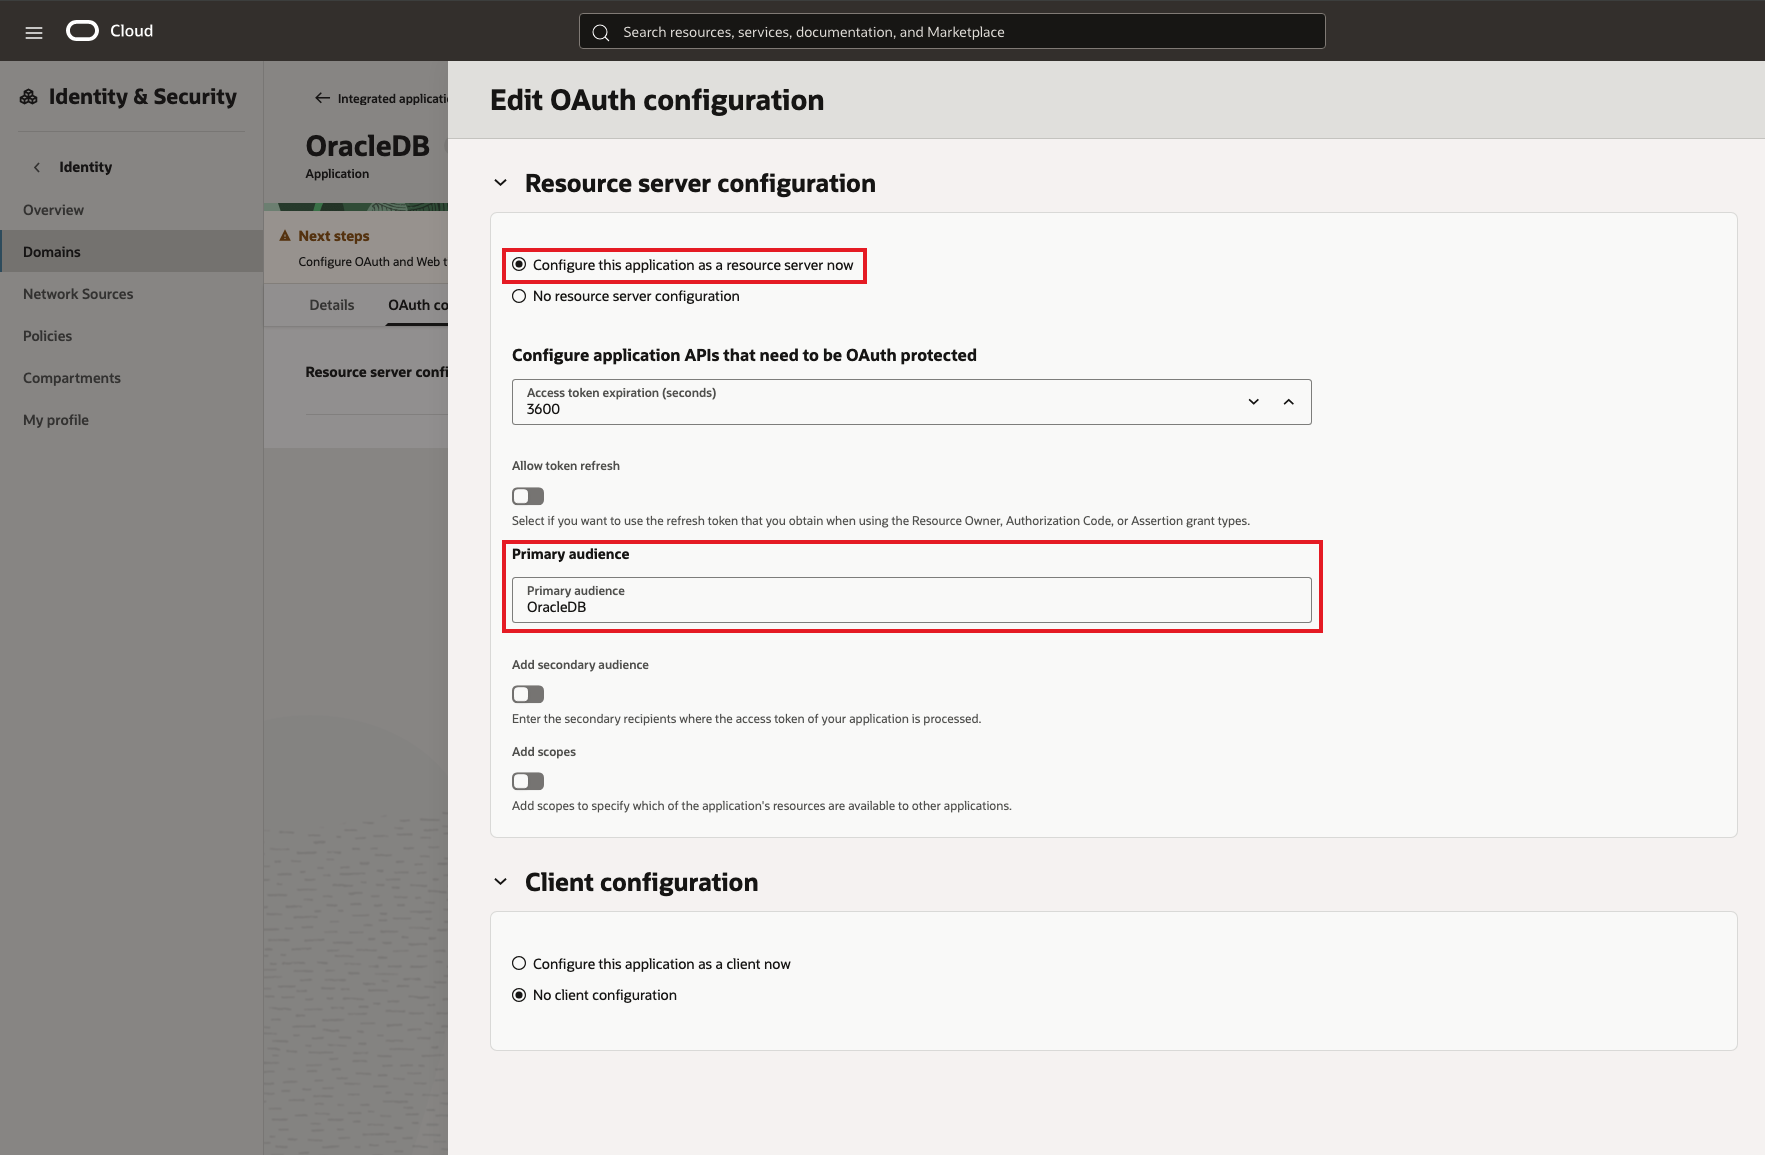 Cloud
Search resources, services, documentation, and Marketplace
Identity & Security
Identity
Overview
Domains
Network Sources
Policies
Compartments
My profile
Integrated
OracleDB
Application
Next steps
Configure OAuth and Web
Details
OAuth
Resource server
Edit OAuth configuration
Resource server configuration
Configure this application as a resource server now
No resource server configuration
Configure application APIs that need to be OAuth protected
Access token expiration (seconds)
3600
Allow token refresh
Select if you want to use the refresh token that you obtain when using the Resource Owner, Authorization Code, or Assertion grant types.
Primary audience
Primary audience
OracleDB
Add secondary audience
Enter the secondary recipients where the access token of your application is processed.
Add scopes
Add scopes to specify which of the application's resources are available to other applications.
Client configuration
Configure this application as a client now
No client configuration